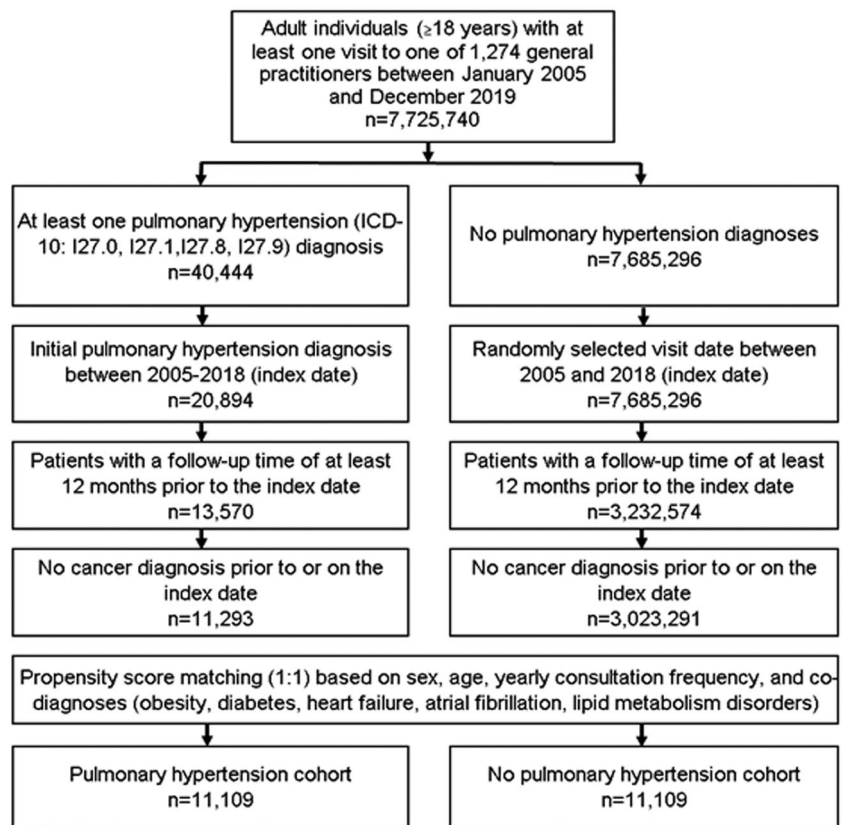 Adult individuals (≥18 years) with at
least one visit to one of 1,274 general
practitioners between January 2005
and December 2019
n=7,725,740
At least one pulmonary hypertension (ICD-
10: I27.0, I27.1,I27.8, I27.9) diagnosis
n=40,444
No pulmonary hypertension diagnoses
n=7,685,296
Initial pulmonary hypertension diagnosis
between 2005-2018 (index date)
n=20,894
Randomly selected visit date between
2005 and 2018 (index date)
n=7,685,296
Patients with a follow-up time of at least
12 months prior to the index date
n=13,570
Patients with a follow-up time of at least
12 months prior to the index date
n=3,232,574
No cancer diagnosis prior to or on the
index date
n=11,293
No cancer diagnosis prior to or on the
index date
n=3,023,291
Propensity score matching (1:1) based on sex, age, yearly consultation frequency, and co-
diagnoses (obesity, diabetes, heart failure, atrial fibrillation, lipid metabolism disorders)
Pulmonary hypertension cohort
n=11,109
No pulmonary hypertension cohort
n=11,109